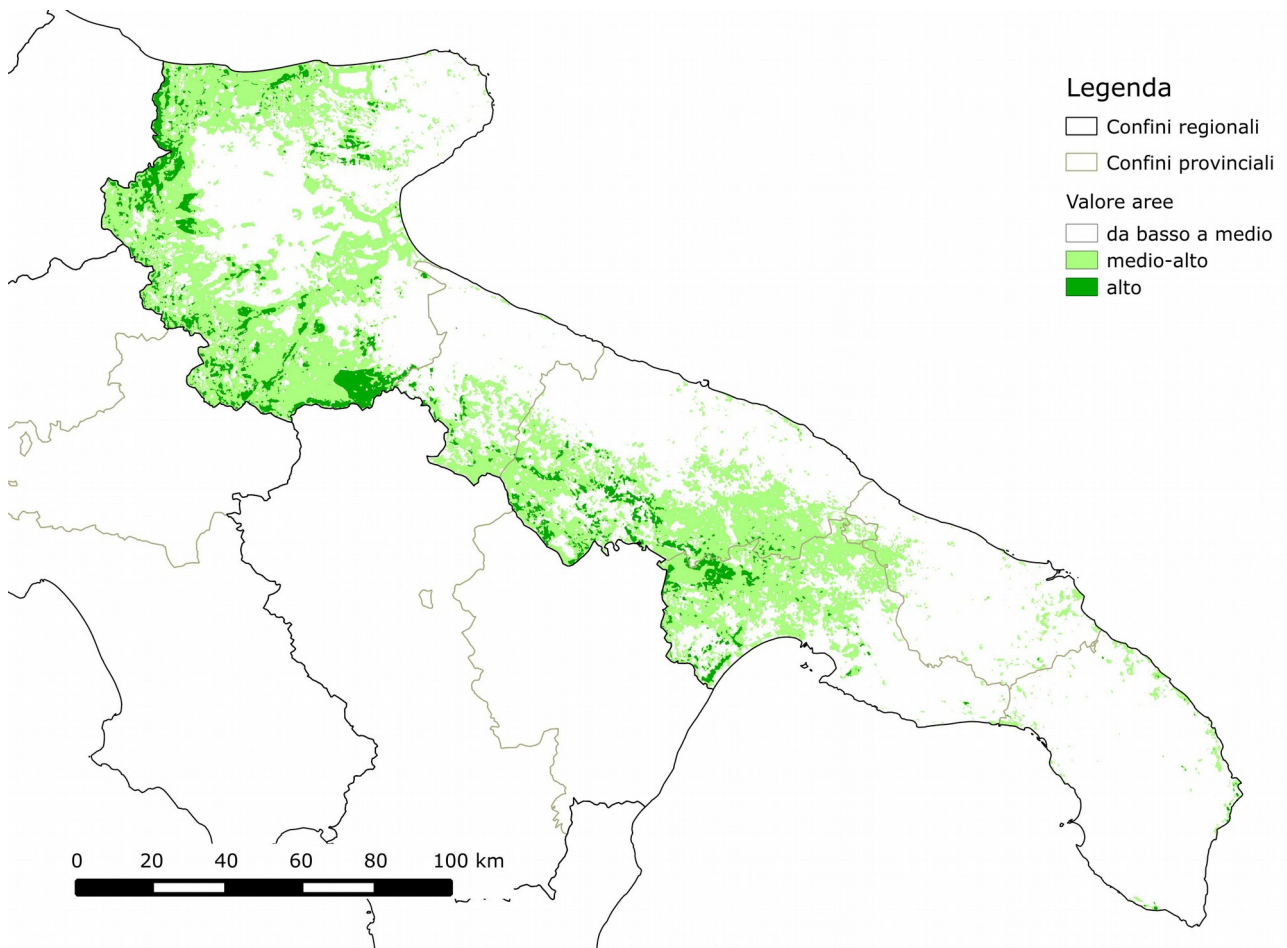 Legenda
Confini regionali
Confini provinciali
Valore aree
da basso a medio
medio-alto
alto
0 20 40 60 80 100 km